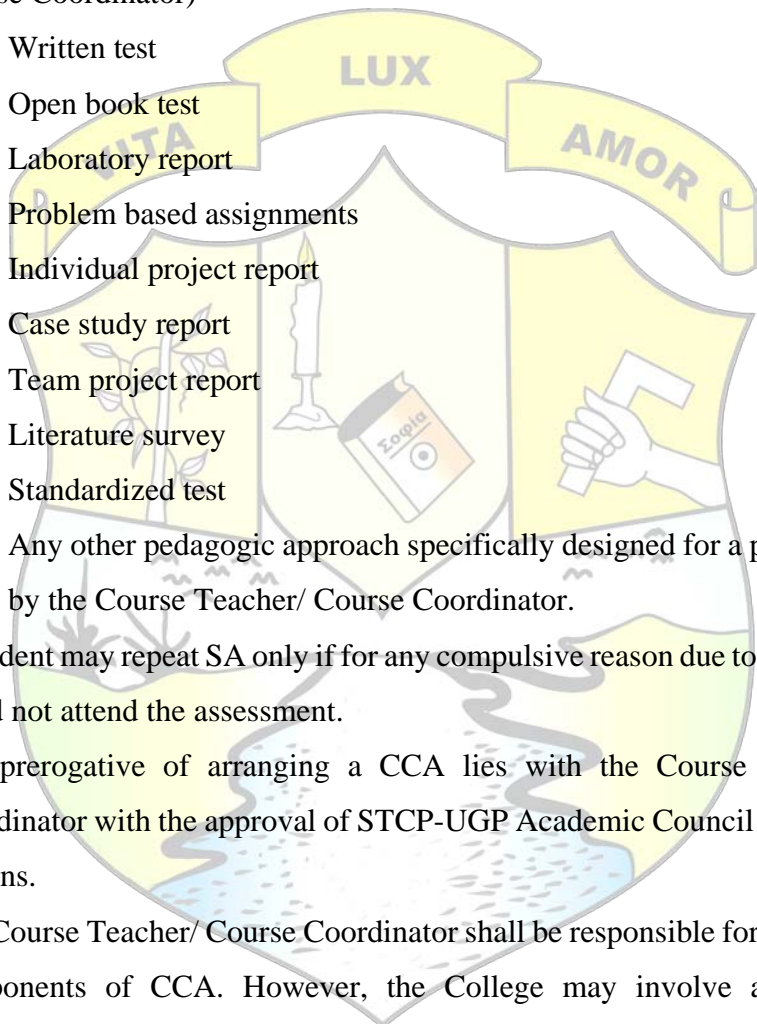 se Coordinator)
Written test
LUX
Open book test
VITA
AMOR
Laboratory report
Problem based assignments
Individual project report
Case study report
Team project report
Literature survey
Σοφία
Standardized test
Any other pedagogic approach specifically designed for a p
by the Course Teacher/ Course Coordinator.
dent may repeat SA only if for any compulsive reason due to
d not attend the assessment.
prerogative of arranging a CCA lies with the Course
dinator with the approval of STCP-UGP Academic Council
ns.
Course Teacher/ Course Coordinator shall be responsible for
ponents of CCA. However, the College may involve a